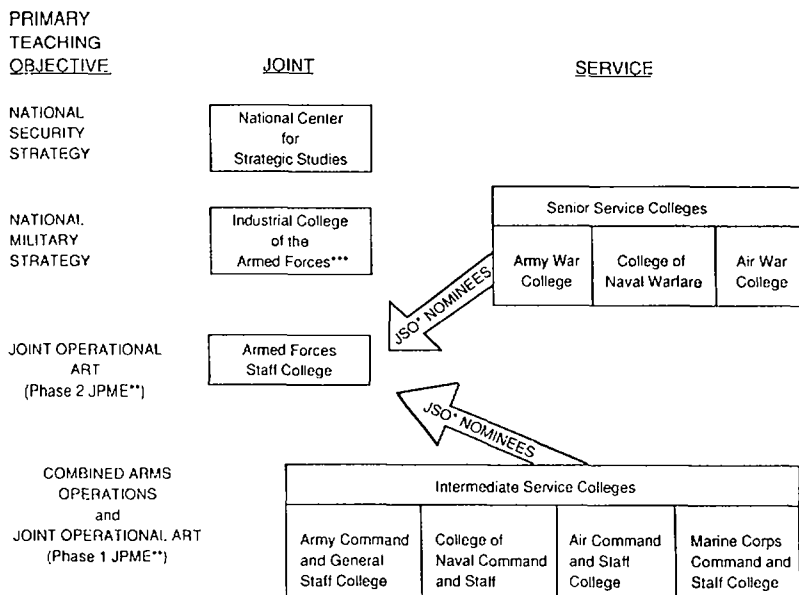 PRIMARY
TEACHING
OBJECTIVE
JOINT
SERVICE
NATIONAL
SECURITY
STRATEGY
National Center
for
Strategic Studies
NATIONAL
MILITARY
STRATEGY
Industrial College
of the
Armed Forces***
Senior Service Colleges
Army War
College
College of
Naval Warfare
Air War
College
JSO* NOMINEES
JOINT OPERATIONAL
ART
(Phase 2 JPME**)
Armed Forces
Staff College
JSO* NOMINEES
COMBINED ARMS
OPERATIONS
and
JOINT OPERATIONAL ART
(Phase 1 JPME**)
Intermediate Service Colleges
Army Command
and General
Staff College
College of
Naval Command
and Staff
Air Command
and Staff
College
Marine Corps
Command and
Staff College